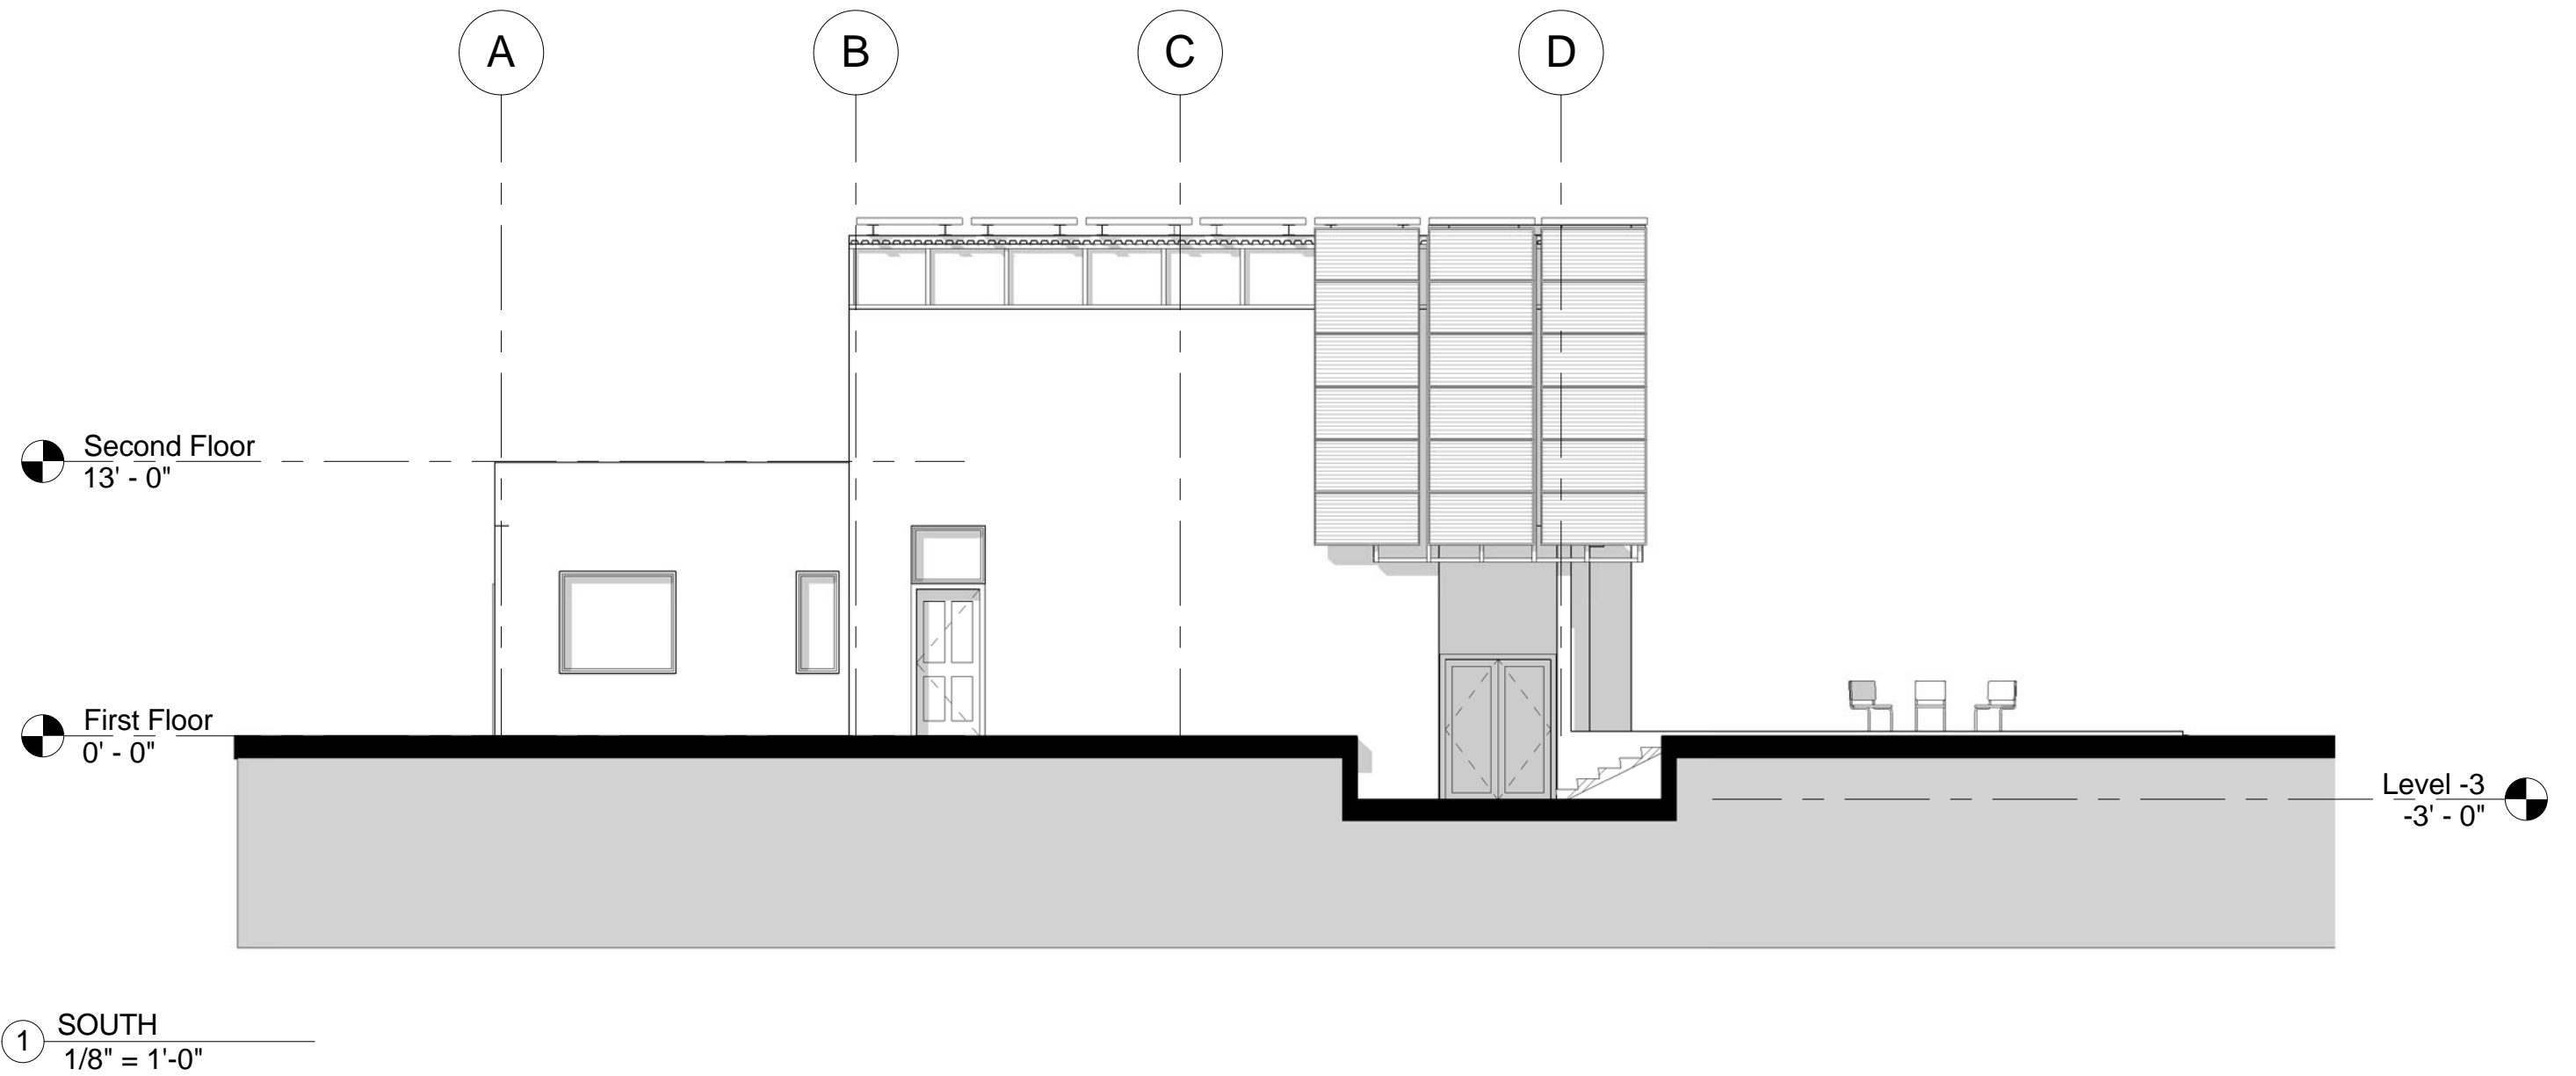 A
B
C
D
Second Floor
13' - 0"
First Floor
0' - 0"
Level -3
-3' - 0"
1
SOUTH
1/8" = 1'-0"